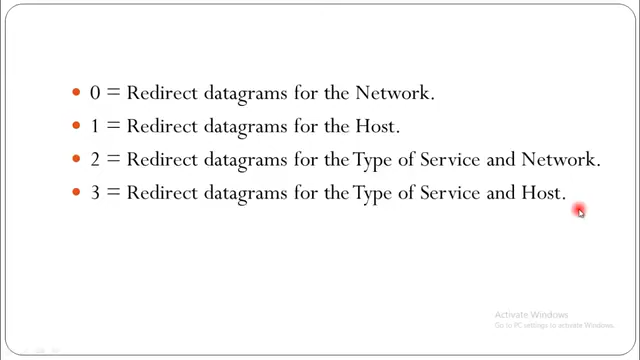 0 = Redirect datagrams for the Network.
1 = Redirect datagrams for the Host.
2 = Redirect datagrams for the Type of Service and Network.
3 = Redirect datagrams for the Type of Service and Host.
Activate Windows
Go to PC settings to activate Windows.